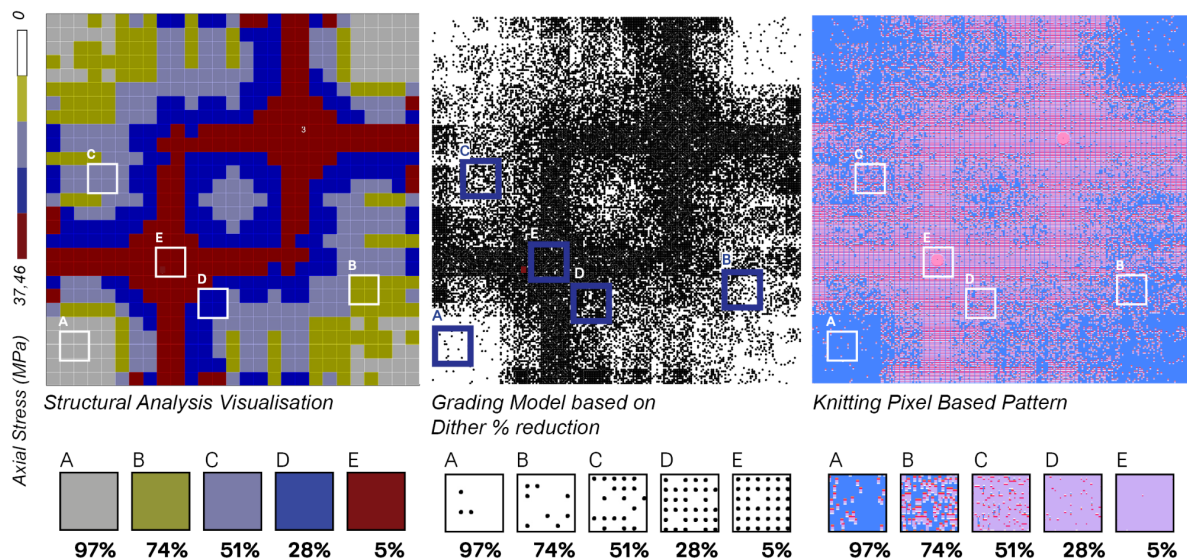 0
37.46
Axial Stress (MPa)
3
C
E
D
B
A
C
E
D
B
A
C
E
D
B
A
Structural Analysis Visualisation
Grading Model based on
Dither % reduction
Knitting Pixel Based Pattern
A B C D E
97% 74% 51% 28% 5%
A B C D E
97% 74% 51% 28% 5%
A B C D E
97% 74% 51% 28% 5%